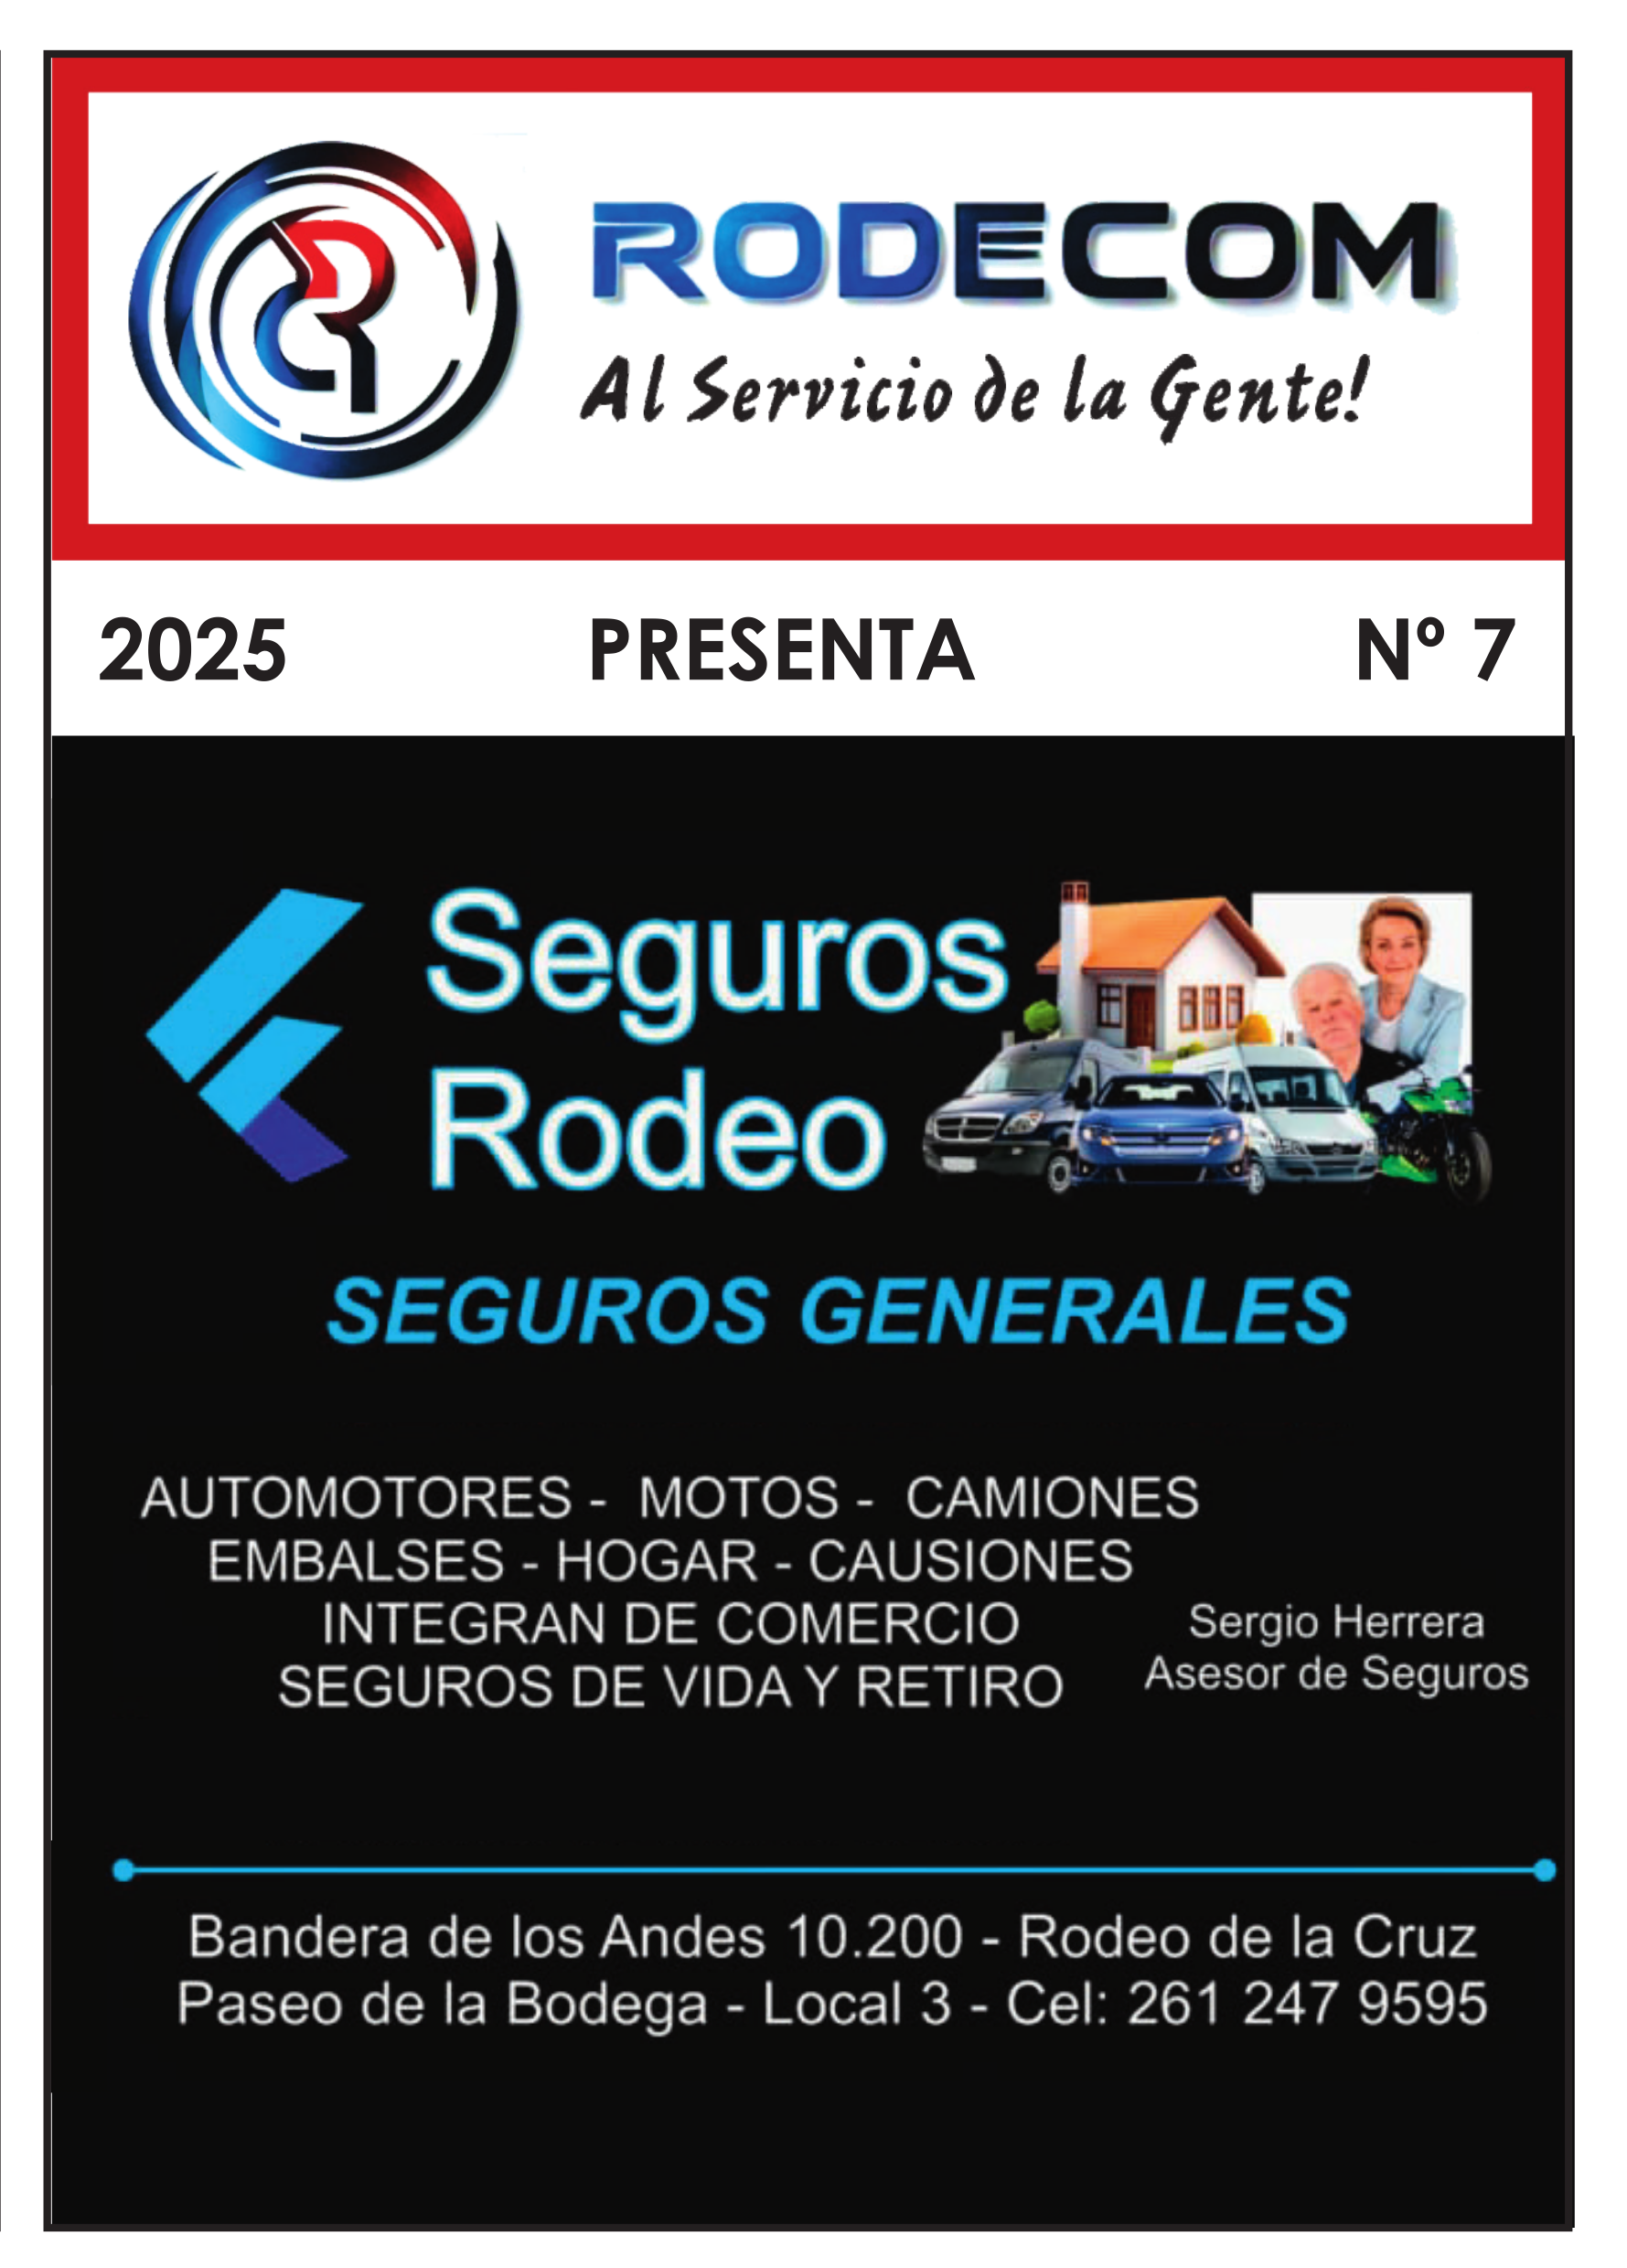 RODECOM
Al Servicio de la Gente!
2025 PRESENTA Nº 7
Seguros
Rodeo
SEGUROS GENERALES
AUTOMOTORES - MOTOS - CAMIONES
EMBALSES - HOGAR - CAUSIONES
INTEGRAN DE COMERCIO
SEGUROS DE VIDA Y RETIRO
Sergio Herrera
Asesor de Seguros
Bandera de los Andes 10.200 - Rodeo de la Cruz
Paseo de la Bodega - Local 3 - Cel: 261 247 9595